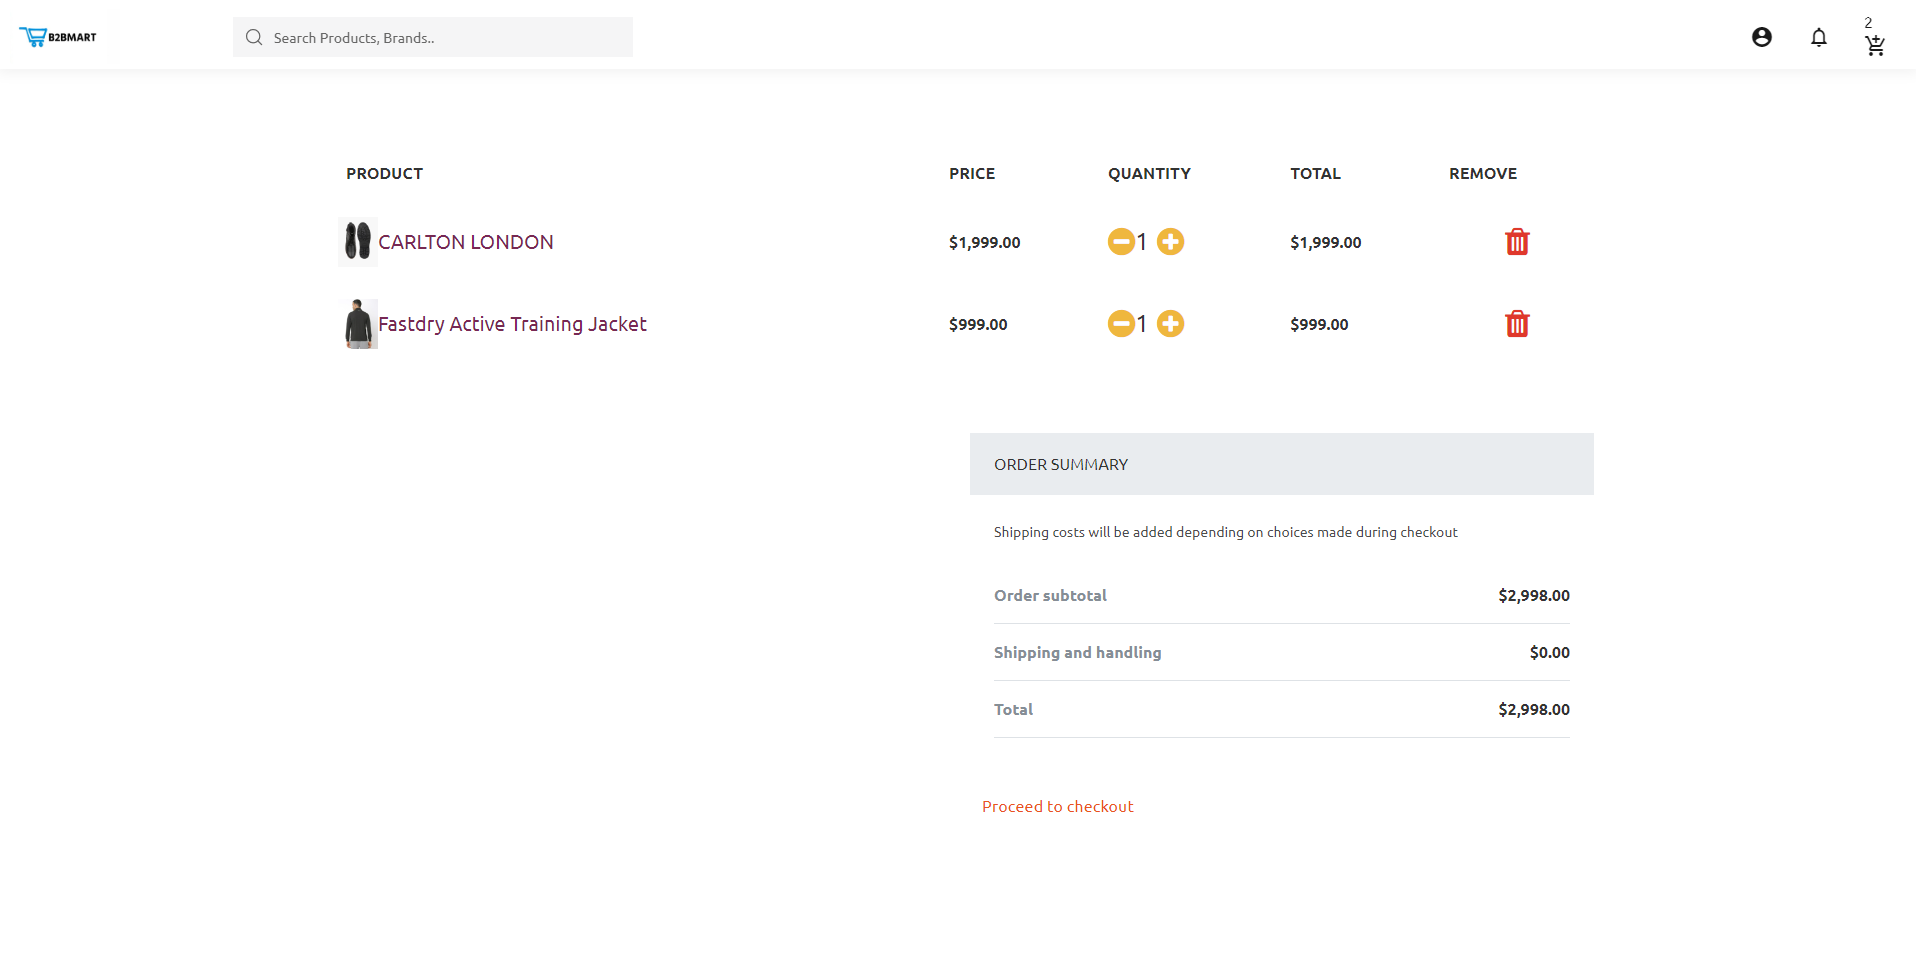 B2BMART
Search Products, Brands..
2
PRODUCT PRICE QUANTITY TOTAL REMOVE
CARLTON LONDON $1,999.00 1 $1,999.00
Fastdry Active Training Jacket $999.00 1 $999.00
ORDER SUMMARY
Shipping costs will be added depending on choices made during checkout
Order subtotal $2,998.00
Shipping and handling $0.00
Total $2,998.00
Proceed to checkout